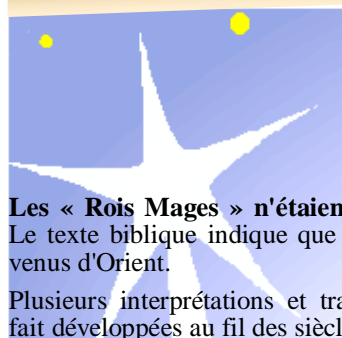 Les « Rois Mages » n'étaien
Le texte biblique indique que
venus d'Orient.
Plusieurs interprétations et tra
fait développées au fil des siècl